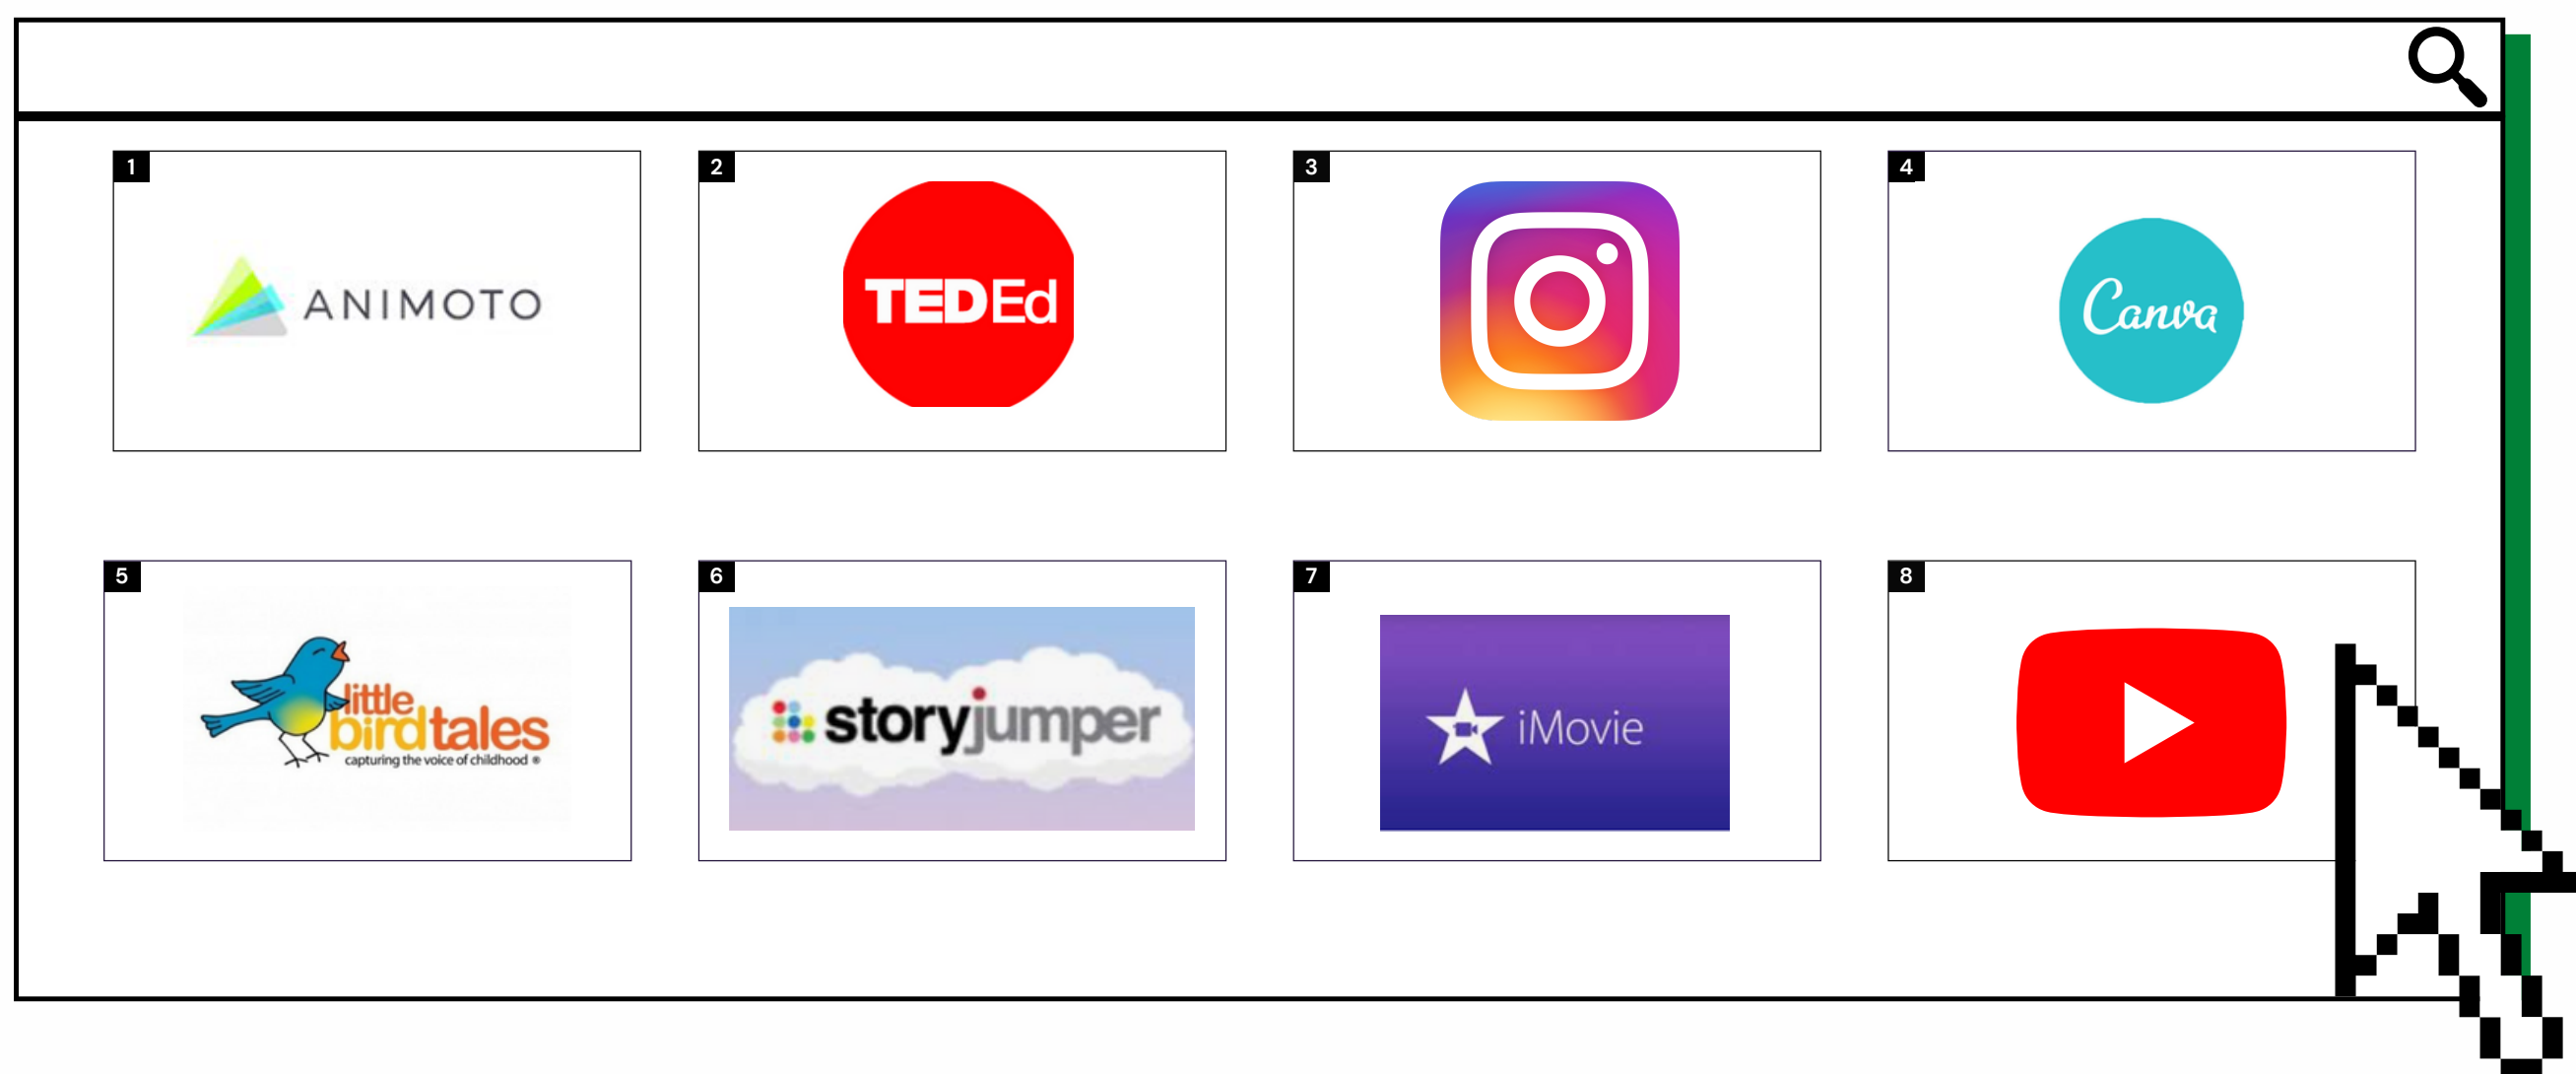 1
ANIMOTO
2
TEDEd
3
4
Canva
5
little
birdtales
capturing the voice of childhood ®
6
storyjumper
7
iMovie
8